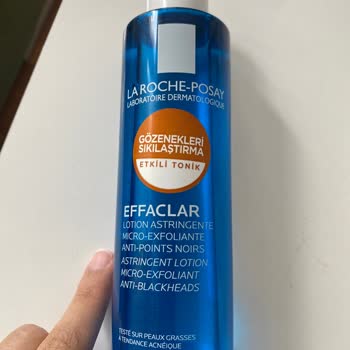 LA ROCHE-POSAY
LABORATOIRE DERMATOLOGIQUE
GÖZENEKLERİ
SIKILAŞTIRMA
ETKİLİ TONİK
EFFACLAR
LOTION ASTRINGENTE
MICRO-EXFOLIANTE
ANTI-POINTS NOIRS
ASTRINGENT LOTION
MICRO-EXFOLIANT
ANTI-BLACKHEADS
TESTÉ SUR PEAUX GRASSES
À TENDANCE ACNÉIQUE